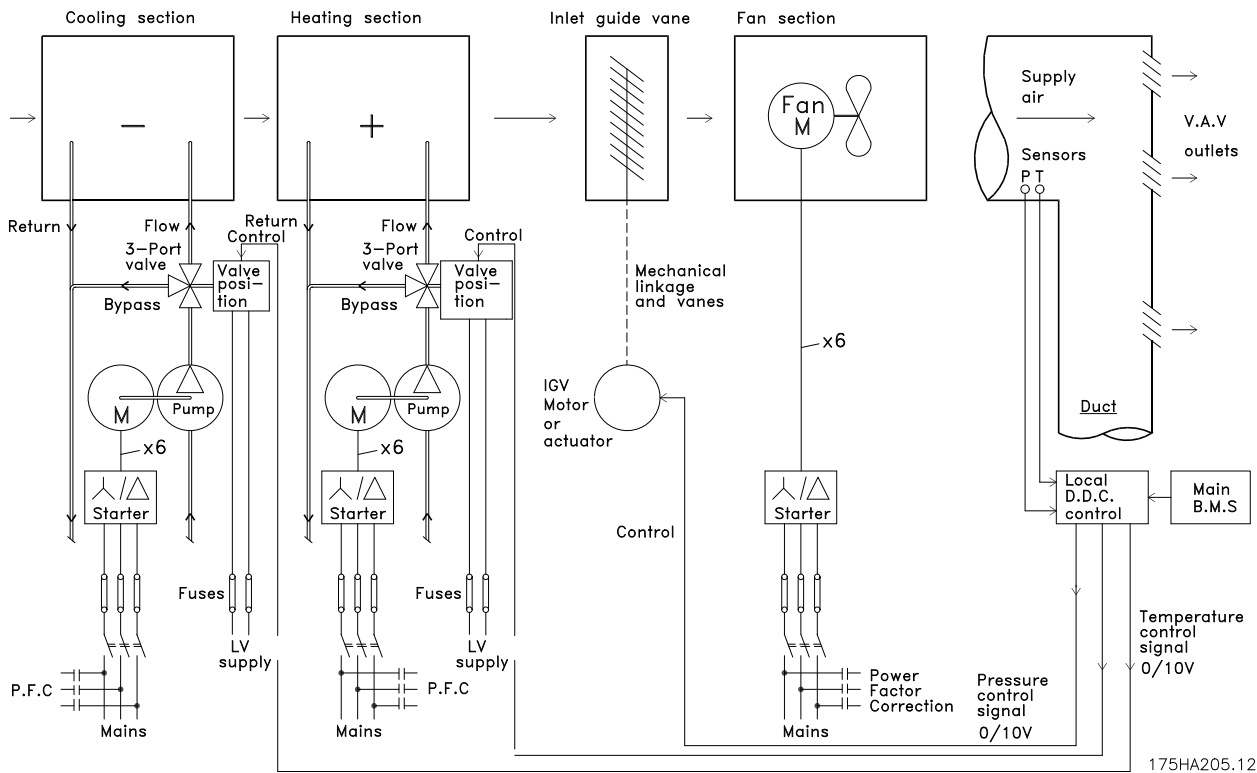 Cooling section
Heating section
Inlet guide vane
Fan section
−
+
Fan
M
Supply
air
V.A.V
outlets
Sensors
P T
Return
Flow
3-Port
valve
Return
Control
Valve
posi-
tion
Bypass
Flow
3-Port
valve
Control
Valve
posi-
tion
Bypass
Mechanical
linkage
and vanes
x6
M
Pump
M
Pump
IGV
Motor
or
actuator
Duct
x6
x6
Starter
Starter
Starter
Local
D.D.C.
control
Main
B.M.S
Control
Fuses
Fuses
LV
supply
LV
supply
Temperature
control
signal
0/10V
P.F.C
P.F.C
Power
Factor
Correction
Pressure
control
signal
0/10V
Mains
Mains
Mains
175HA205.12